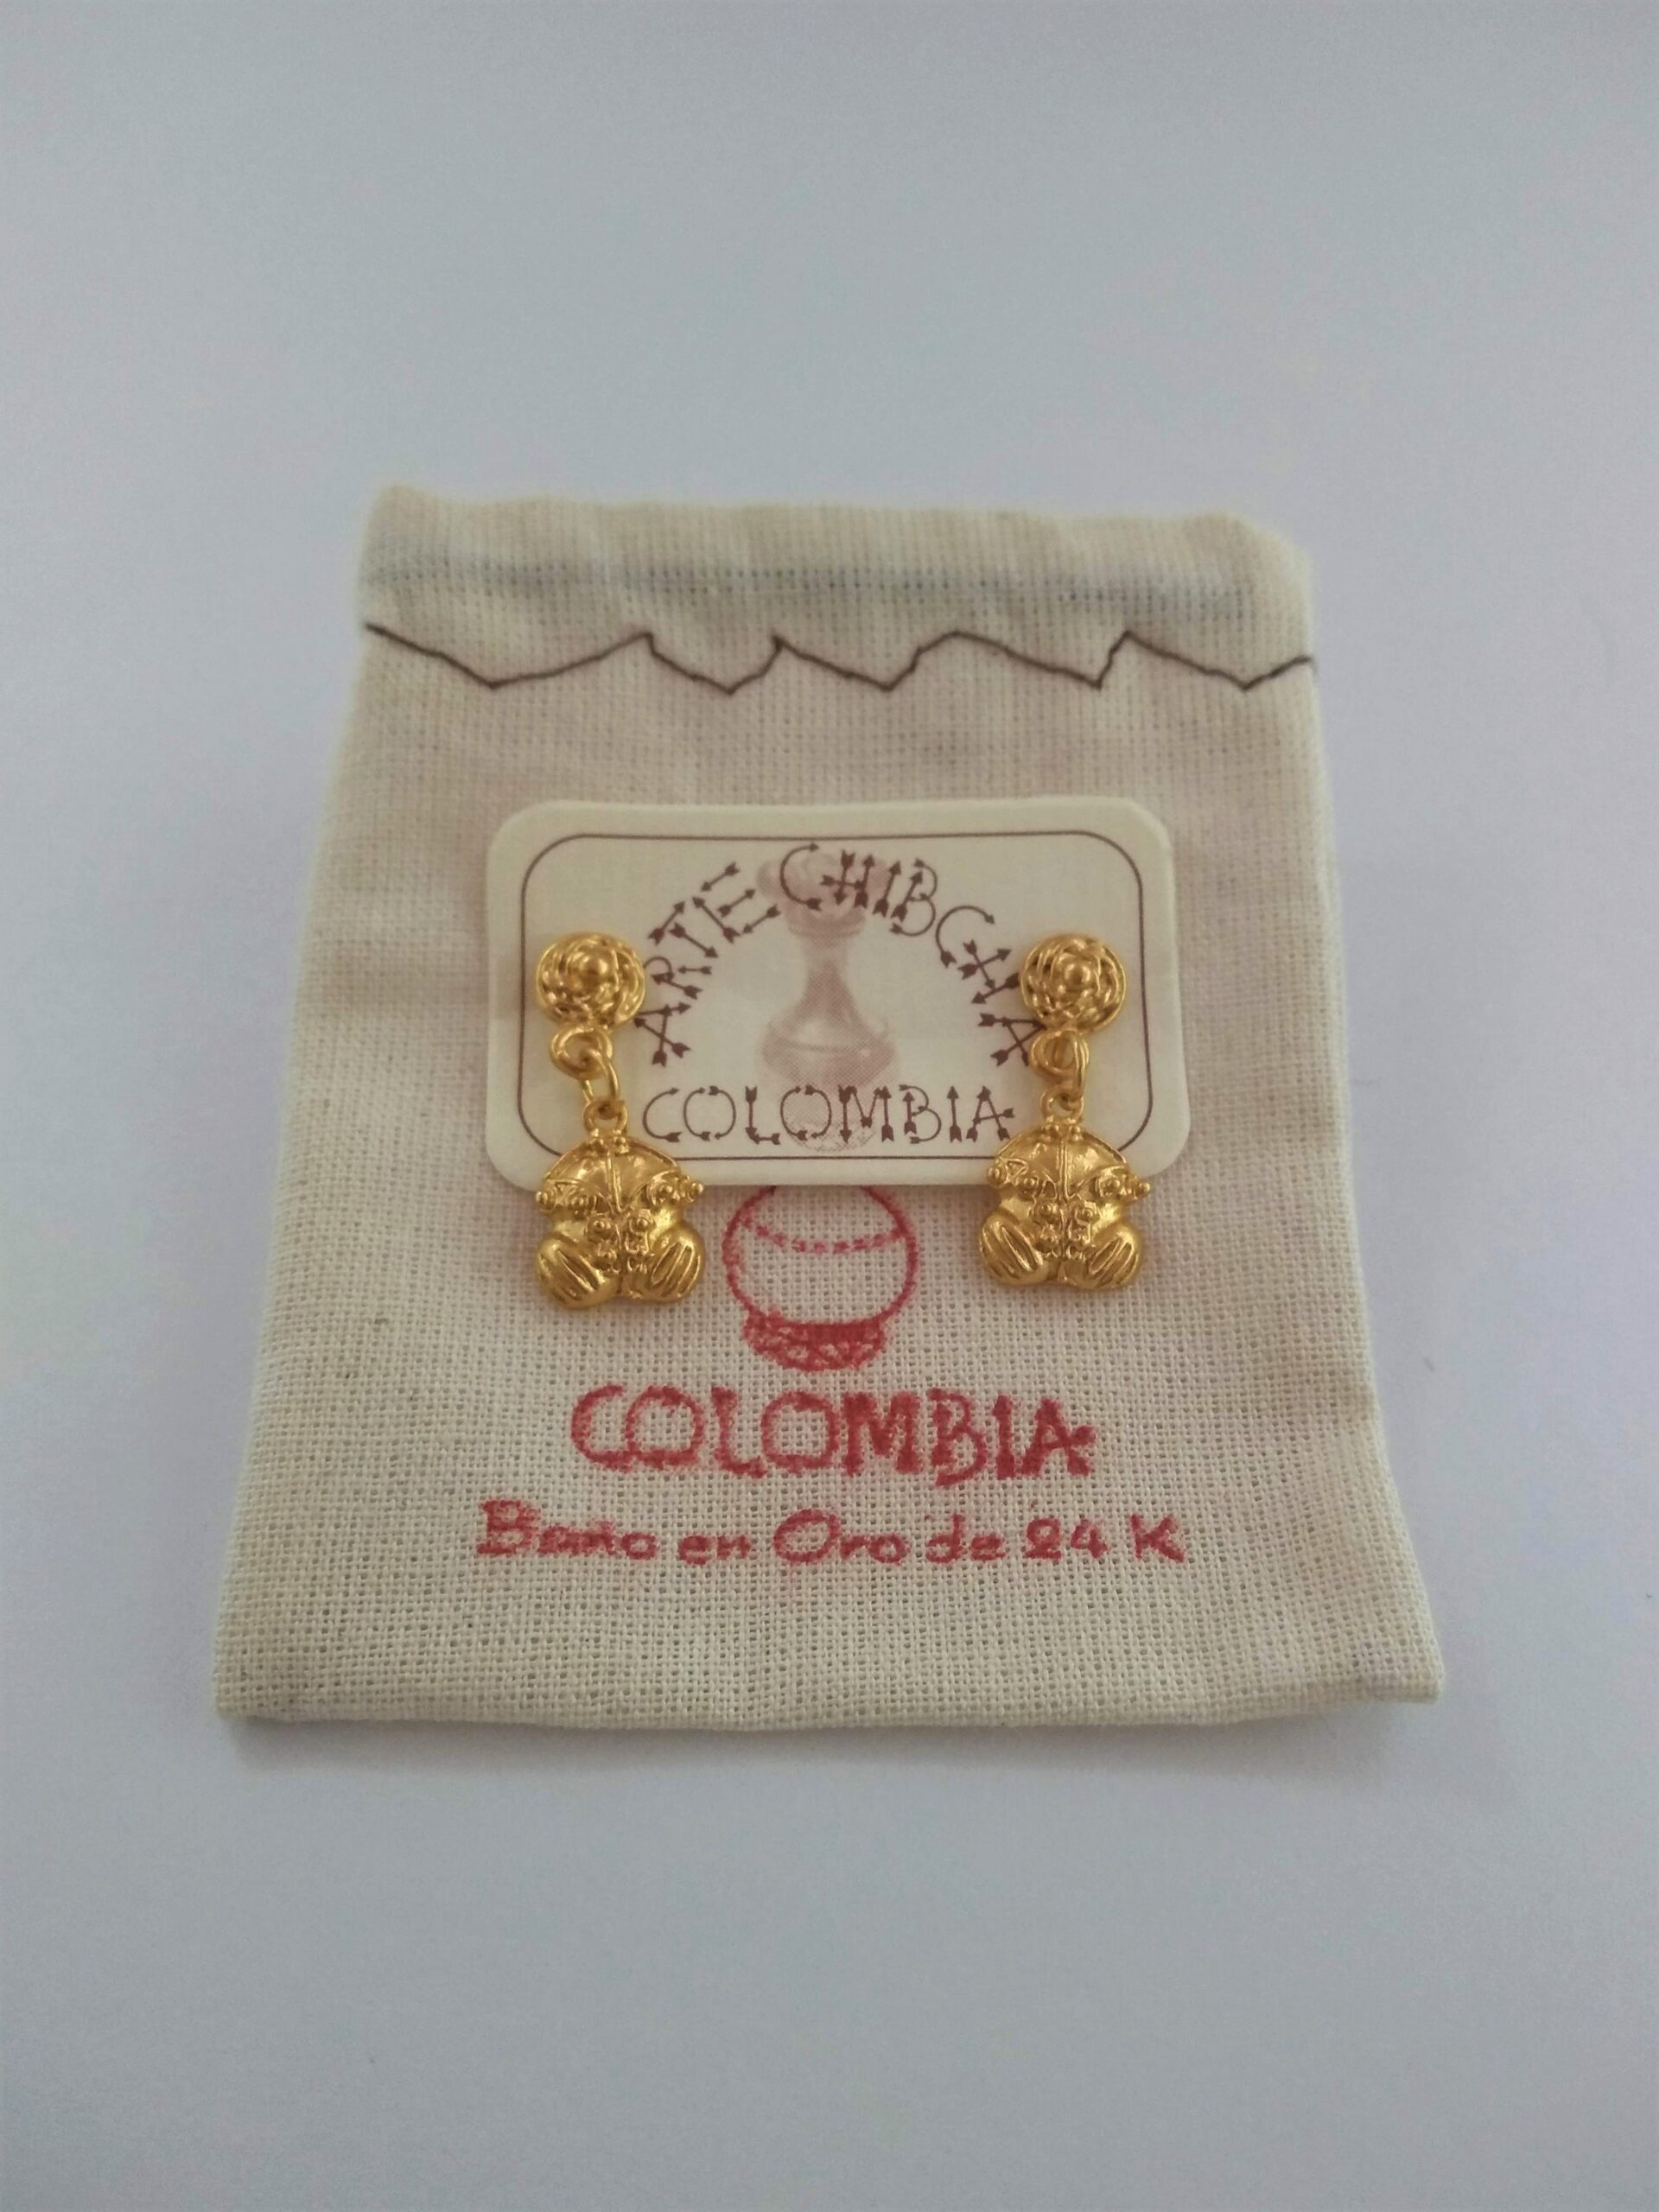 ARTE CHIBCHA
COLOMBIA
COLOMBIA
Baño en Oro de 24 K